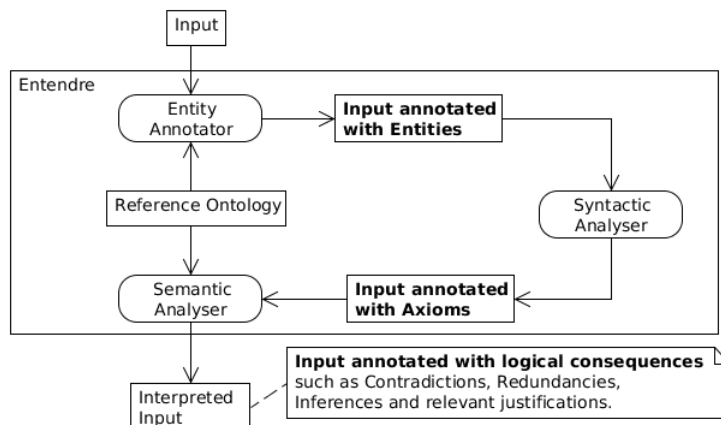 Input
Entendre
Entity
Annotator
Input annotated
with Entities
Reference Ontology
Syntactic
Analyser
Semantic
Analyser
Input annotated
with Axioms
Interpreted
Input
Input annotated with logical consequences
such as Contradictions, Redundancies,
Inferences and relevant justifications.